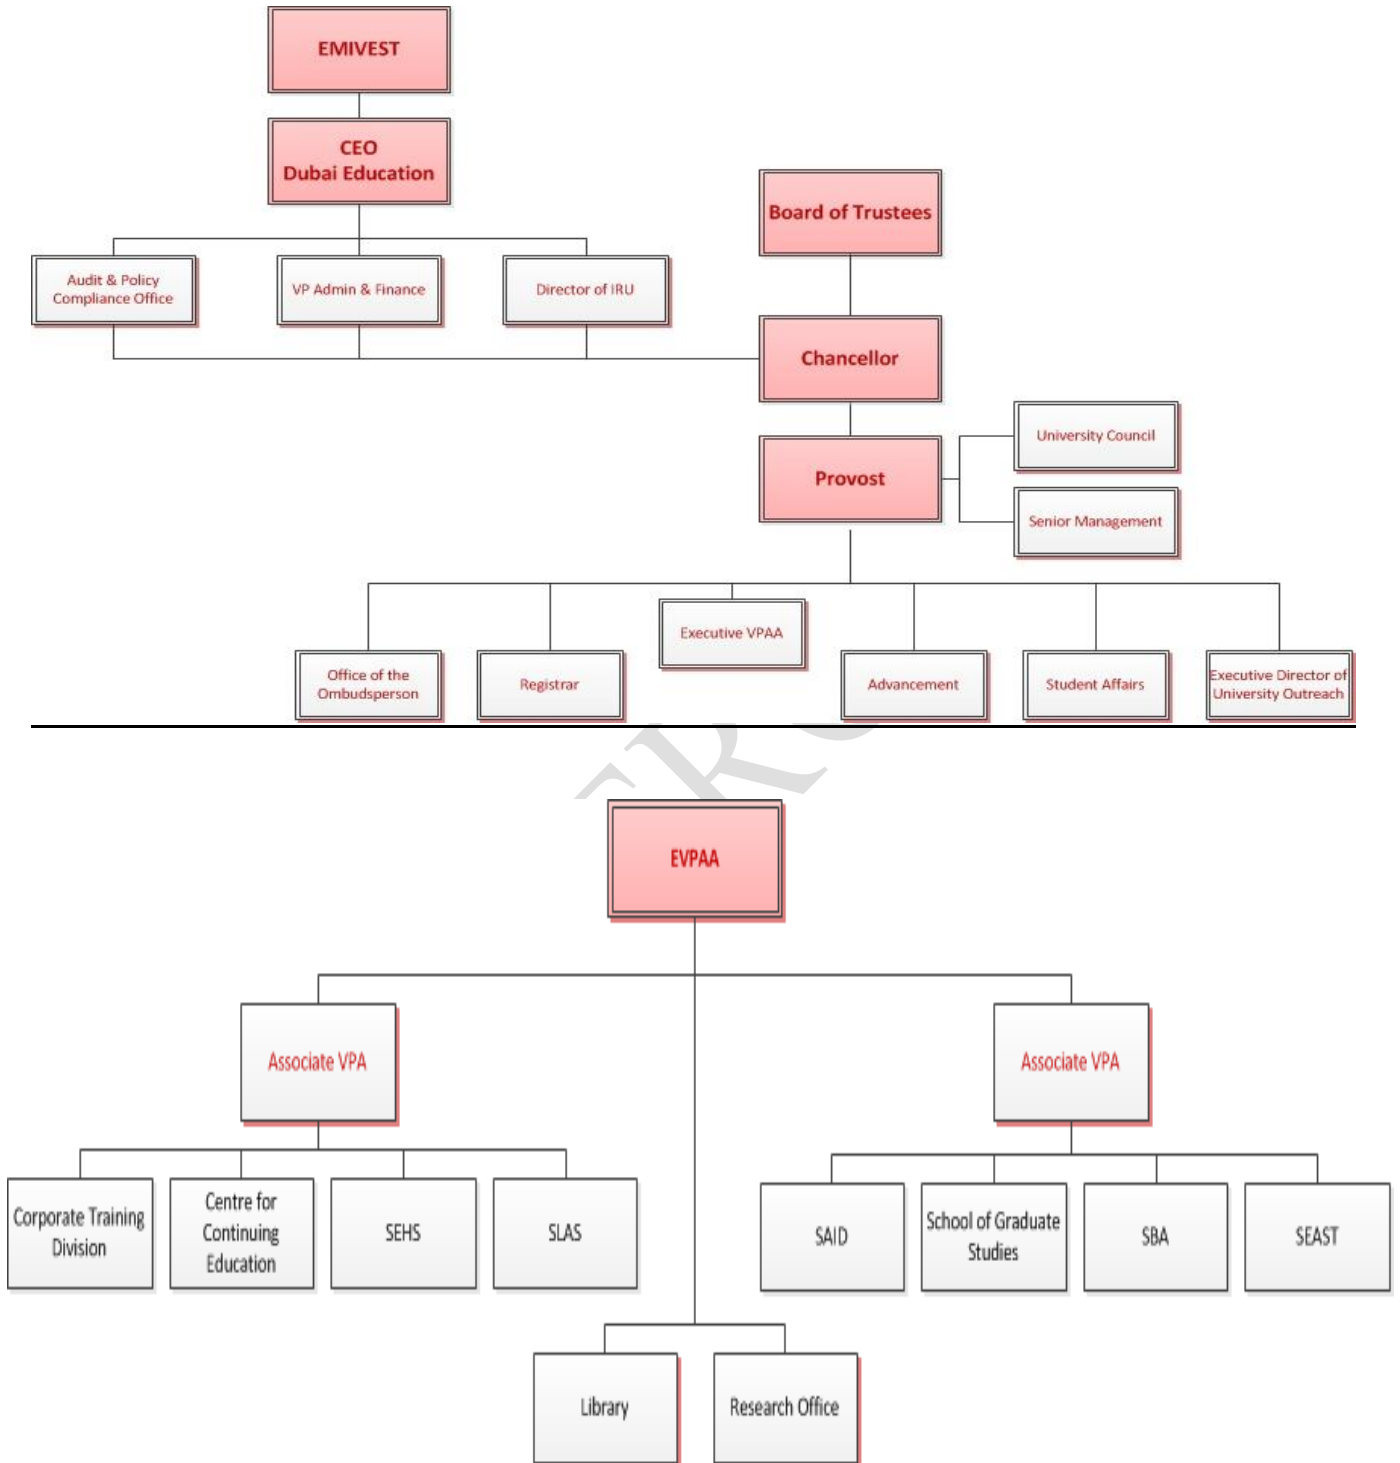 EMIVEST
CEO
Dubai Education
Board of Trustees
Audit & Policy
Compliance Office
VP Admin & Finance
Director of IRU
Chancellor
University Council
Provost
Senior Management
Executive VPAA
Office of the
Ombudsperson
Registrar
Advancement
Student Affairs
Executive Director of
University Outreach
EVPAA
Associate VPA
Associate VPA
Corporate Training
Division
Centre for
Continuing
Education
SEHS
SLAS
SAID
School of Graduate
Studies
SBA
SEAST
Library
Research Office